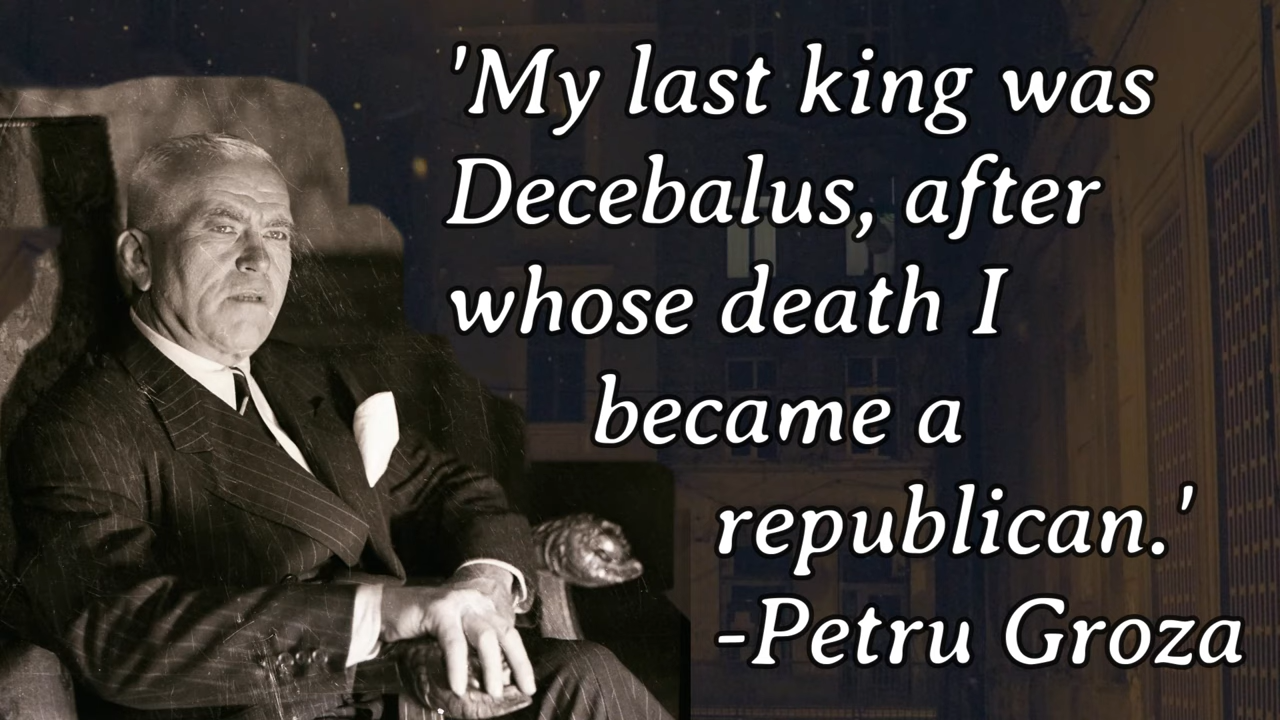 'My last king was
Decebalus, after
whose death I
became a
republican.'
-Petru Groza